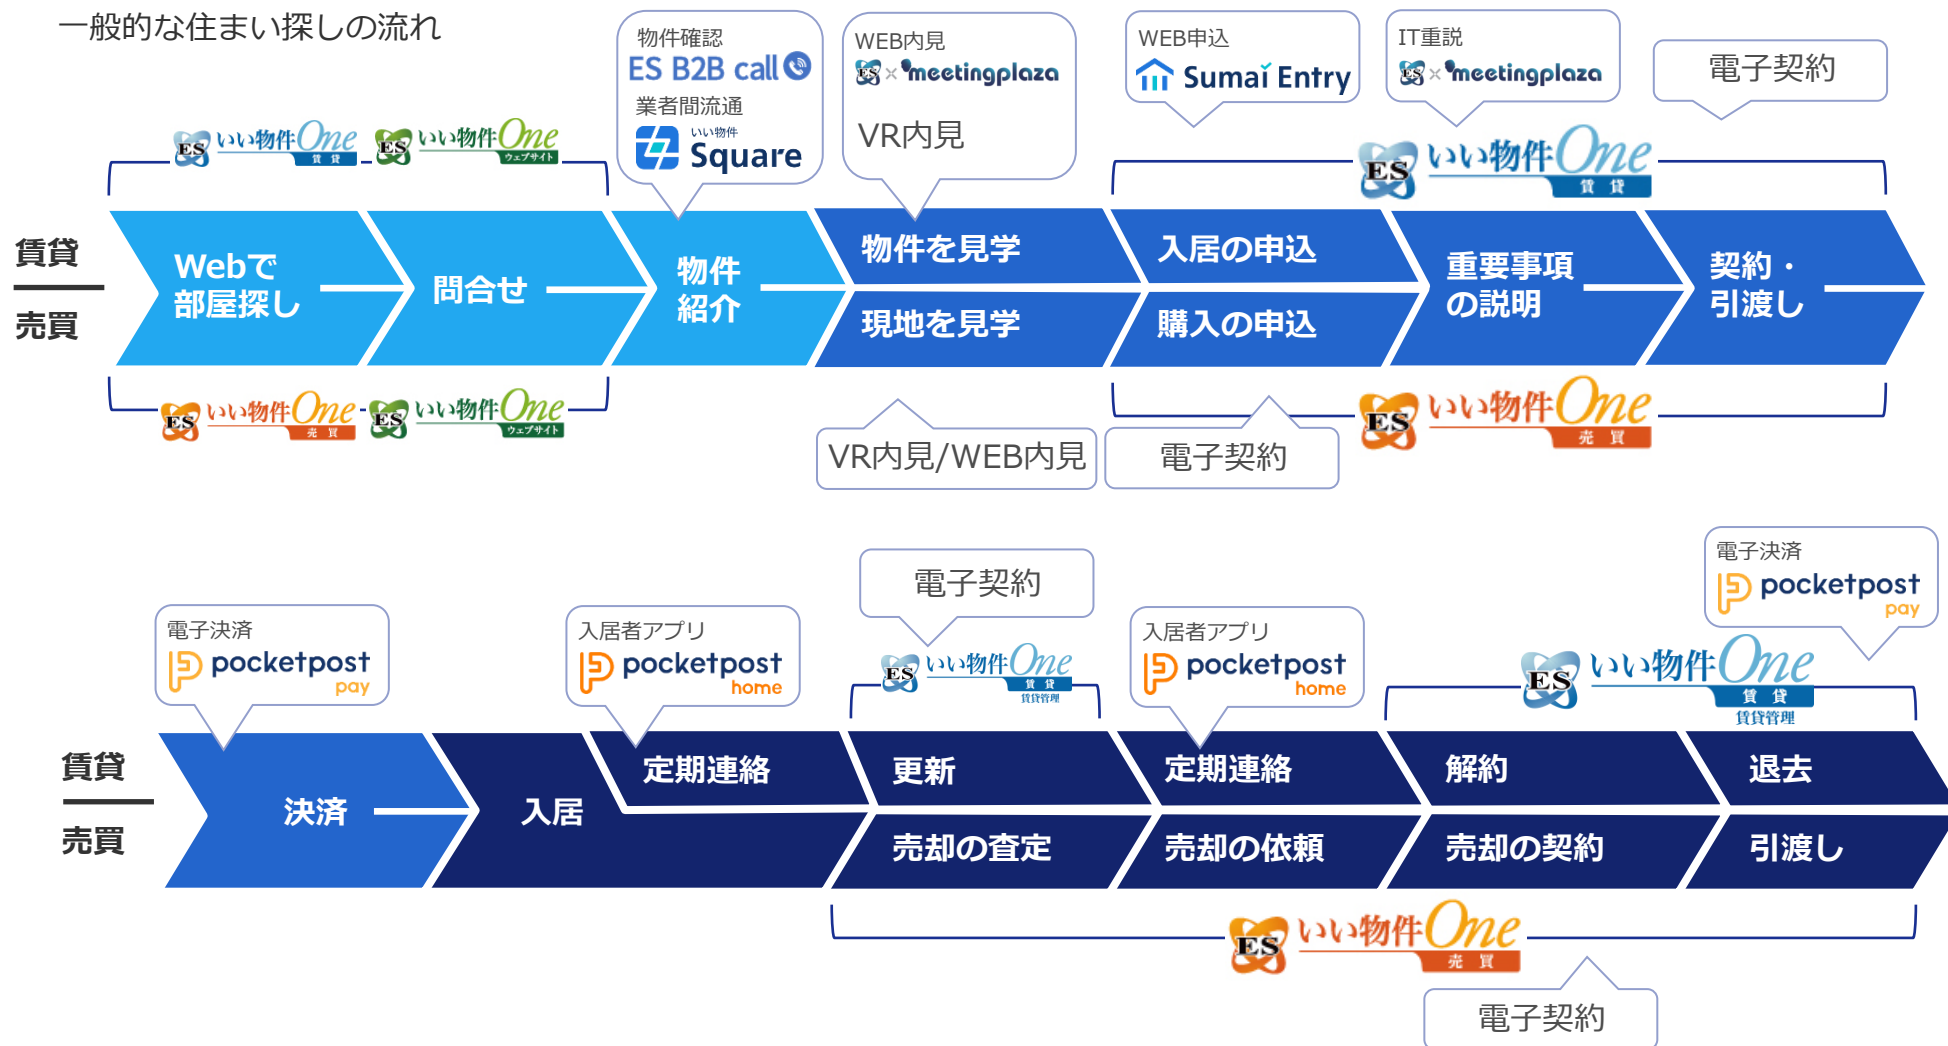 一般的な住まい探しの流れ
物件確認
ES B2B call
業者間流通
いい物件
Square
WEB内見
ES × meetingplaza
VR内見
WEB申込
Sumai Entry
IT重説
ES × meetingplaza
電子契約
ES いい物件One
賃貸
ES いい物件One
ウェブサイト
ES いい物件One
賃貸
賃貸
売買
Webで
部屋探し
問合せ
物件
紹介
物件を見学
現地を見学
入居の申込
購入の申込
重要事項
の説明
契約・
引渡し
ES いい物件One
売買
ES いい物件One
ウェブサイト
VR内見/WEB内見
電子契約
ES いい物件One
売買
電子決済
pocketpost
pay
入居者アプリ
pocketpost
home
電子契約
ES いい物件One
賃貸
賃貸管理
入居者アプリ
pocketpost
home
電子決済
pocketpost
pay
ES いい物件One
賃貸
賃貸管理
賃貸
売買
決済
入居
定期連絡
更新
定期連絡
解約
退去
売却の査定
売却の依頼
売却の契約
引渡し
ES いい物件One
売買
電子契約